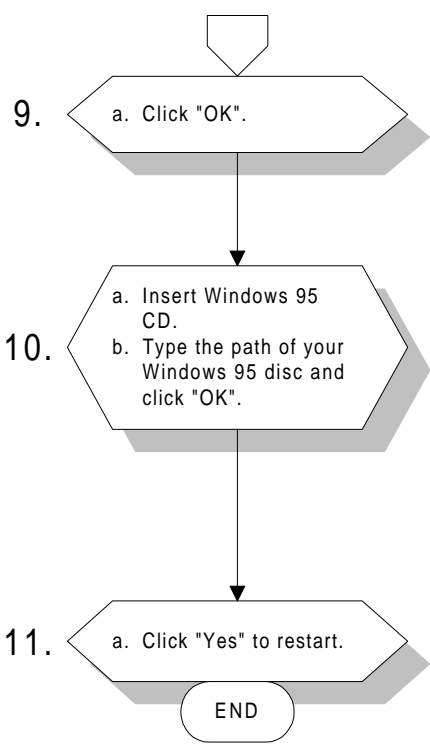 9.
a. Click "OK".
10.
a. Insert Windows 95
CD.
b. Type the path of your
Windows 95 disc and
click "OK".
11.
a. Click "Yes" to restart.
END